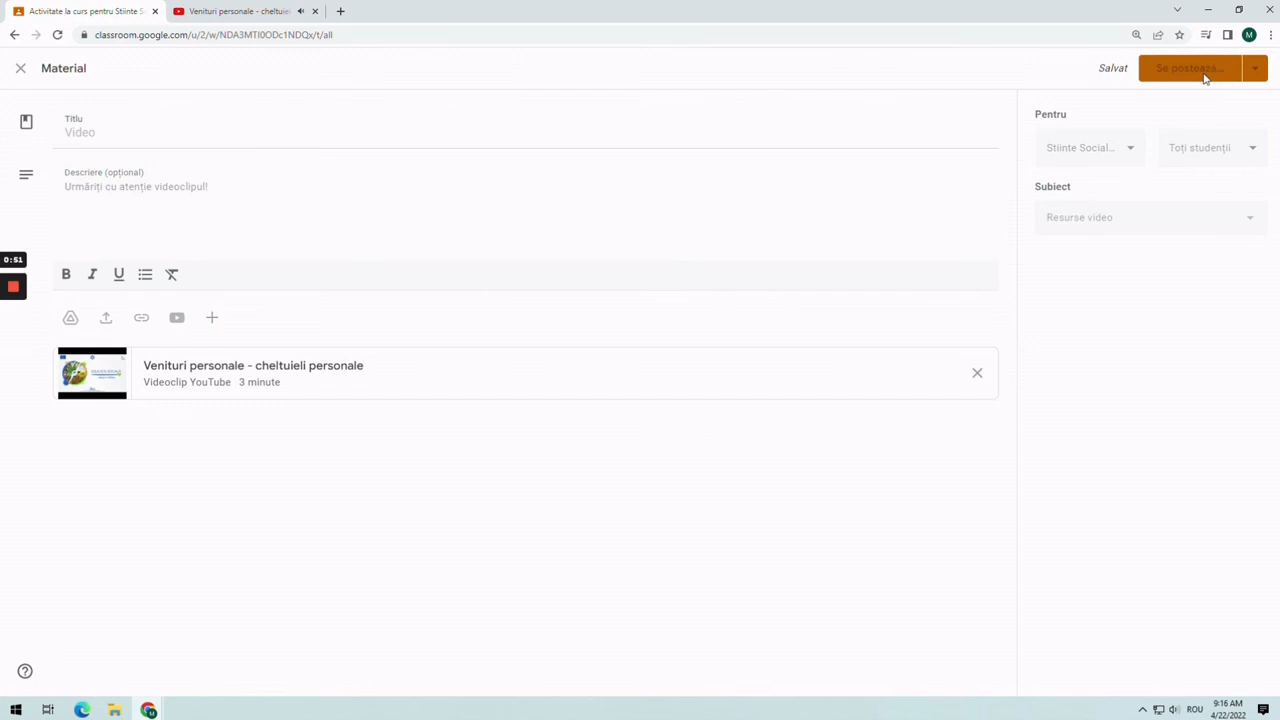 Activitate la curs pentru Stiinte S
Venituri personale - cheltuiel
classroom.google.com/u/2/w/NDA3MTI0ODc1NDQx/t/all
M
Material
Salvat
Se postează...
Titlu
Video
Descriere (opțional)
Urmăriți cu atenție videoclipul!
Pentru
Stiinte Social...
Toți studenții
Subiect
Resurse video
0:51
B I U
Venituri personale - cheltuieli personale
Videoclip YouTube 3 minute
ROU
9:16 AM
4/22/2022